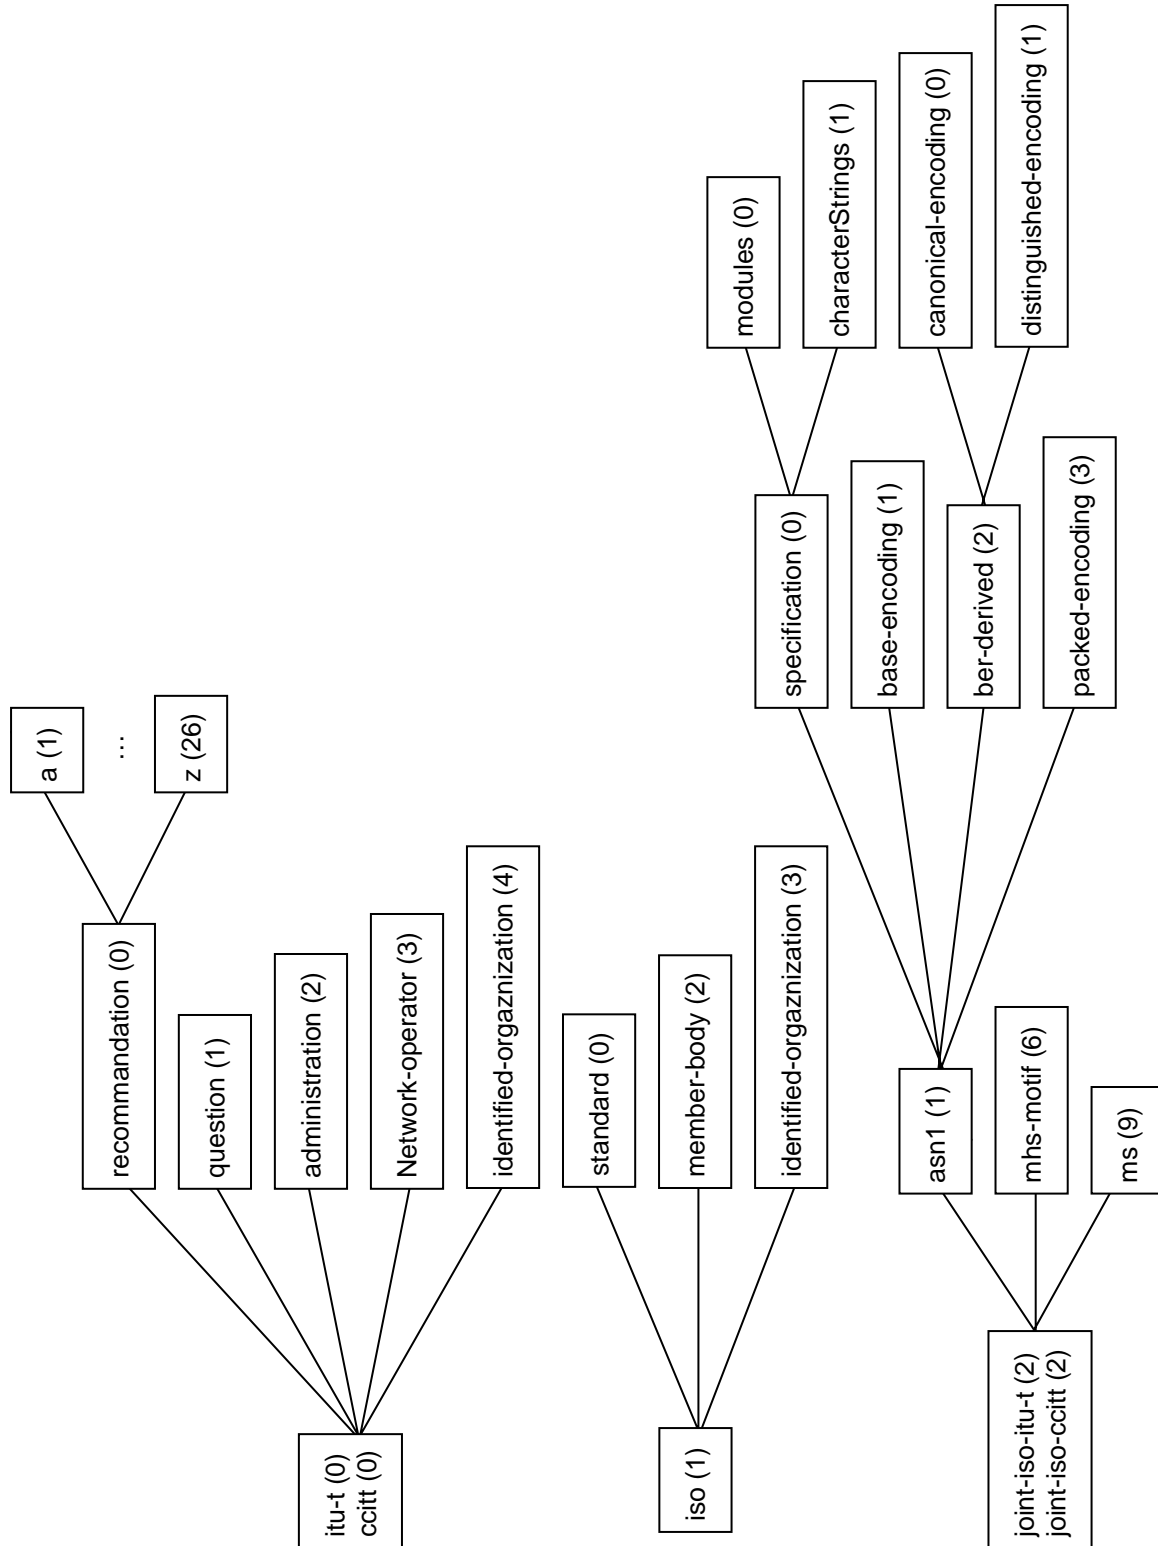 itu-t (0)
ccitt (0)
recommandation (0)
a (1)
...
z (26)
question (1)
administration (2)
Network-operator (3)
identified-orgaznization (4)
iso (1)
standard (0)
member-body (2)
identified-orgaznization (3)
joint-iso-itu-t (2)
joint-iso-ccitt (2)
asn1 (1)
specification (0)
modules (0)
characterStrings (1)
base-encoding (1)
ber-derived (2)
canonical-encoding (0)
distinguished-encoding (1)
packed-encoding (3)
mhs-motif (6)
ms (9)